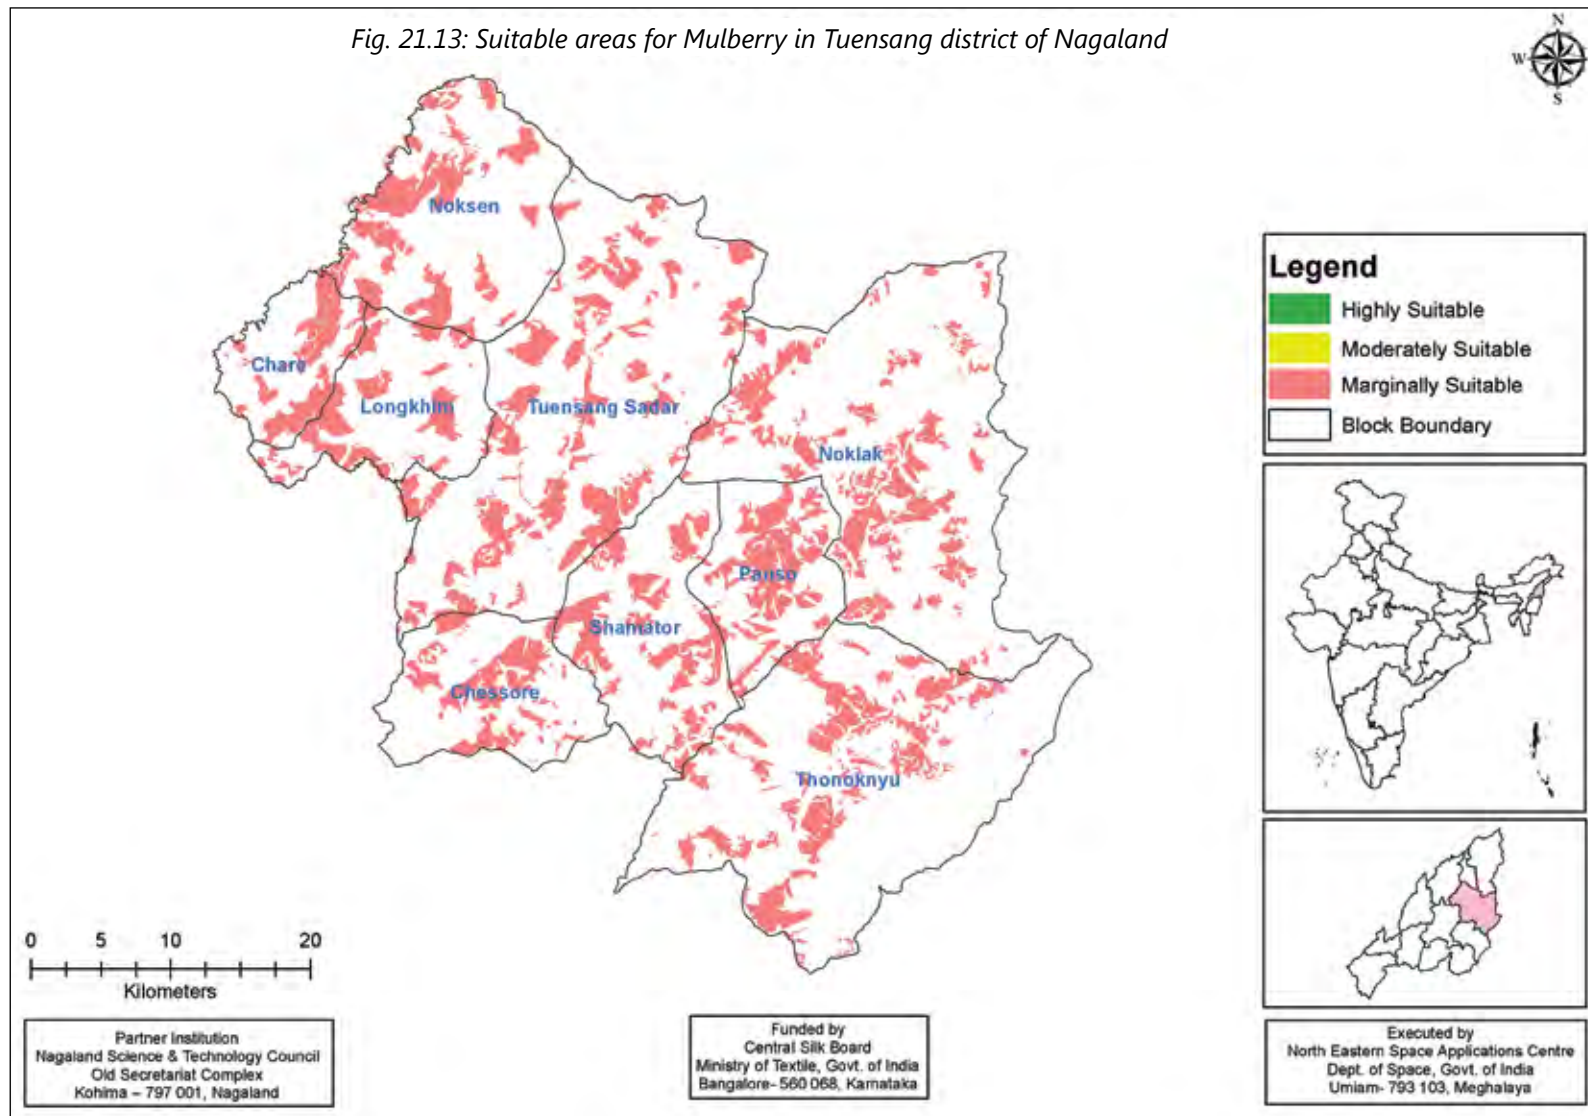 Fig. 21.13: Suitable areas for Mulberry in Tuensang district of Nagaland
N
W
S
Noksen
Chare
Longkhim
Tuensang Sadar
Noklak
Panso
Shamator
Chessore
Thonoknyu
Legend
Highly Suitable
Moderately Suitable
Marginally Suitable
Block Boundary
0 5 10 20
Kilometers
Partner Institution
Nagaland Science & Technology Council
Old Secretariat Complex
Kohima – 797 001, Nagaland
Funded by
Central Silk Board
Ministry of Textile, Govt. of India
Bangalore- 560 068, Karnataka
Executed by
North Eastern Space Applications Centre
Dept. of Space, Govt. of India
Umiam- 793 103, Meghalaya